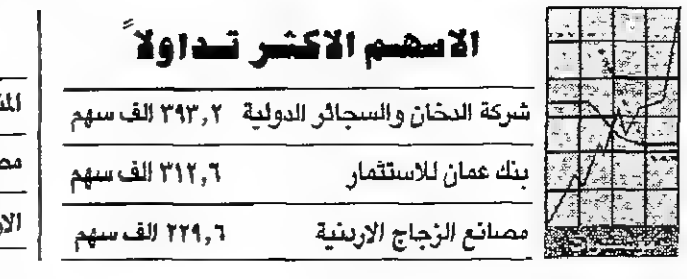 الاسهم الاكثر تداولاً
شركة الدخان والسجائر الدولية ٣٩٣,٢ الف سهم
بنك عمان للاستثمار ٣١٢,٦ الف سهم
مصانع الزجاج الاردنية ٢٢٩,٦ الف سهم